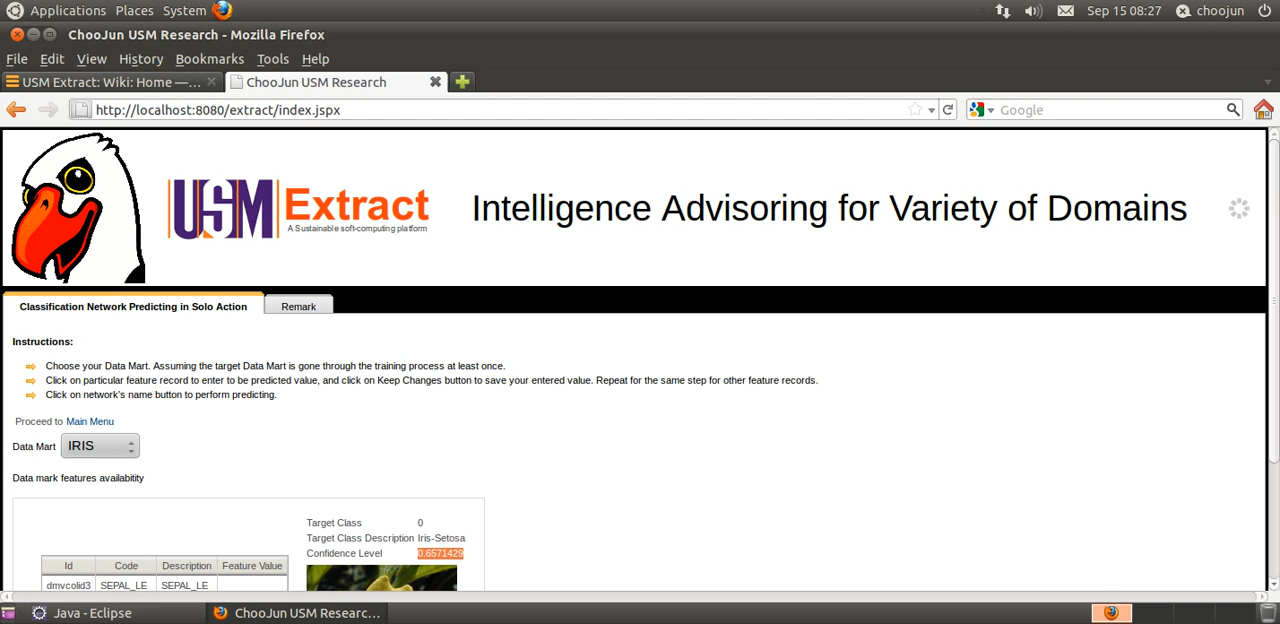 Applications Places System Sep 15 08:27 choojun
ChooJun USM Research - Mozilla Firefox
File Edit View History Bookmarks Tools Help
USM Extract: Wiki: Home —... ChooJun USM Research
http://localhost:8080/extract/index.jspx Google
USM Extract
A Sustainable soft-computing platform
Intelligence Advisoring for Variety of Domains
Classification Network Predicting in Solo Action Remark
Instructions:
Choose your Data Mart. Assuming the target Data Mart is gone through the training process at least once.
Click on particular feature record to enter to be predicted value, and click on Keep Changes button to save your entered value. Repeat for the same step for other feature records.
Click on network's name button to perform predicting.
Proceed to Main Menu
Data Mart IRIS
Data mark features availabitity
Target Class 0
Target Class Description Iris-Setosa
Confidence Level 0.6571429
Id Code Description Feature Value
dmvcolid3 SEPAL_LE SEPAL_LE
Java - Eclipse ChooJun USM Researc...